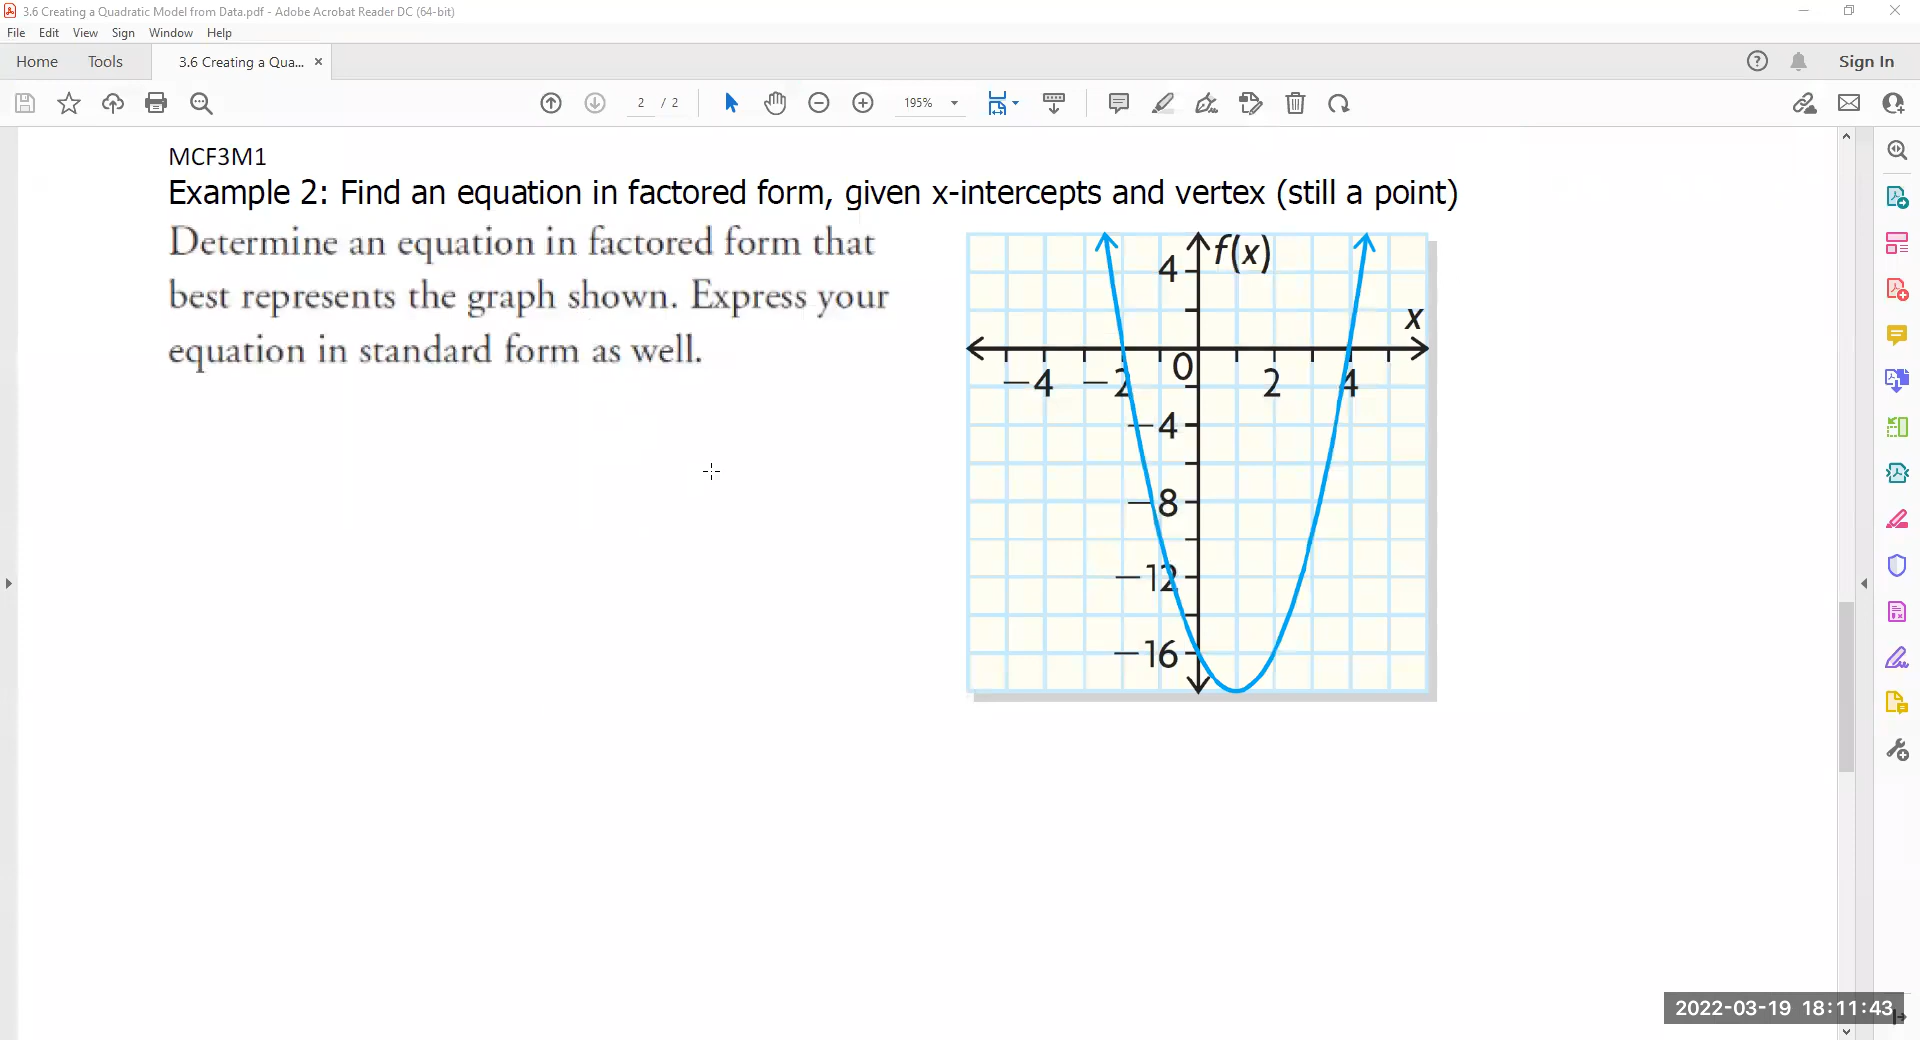 3.6 Creating a Quadratic Model from Data.pdf - Adobe Acrobat Reader DC (64-bit)
File Edit View Sign Window Help
Home Tools 3.6 Creating a Qua... × Sign In
2 / 2 195%
MCF3M1
Example 2: Find an equation in factored form, given x-intercepts and vertex (still a point)
Determine an equation in factored form that
best represents the graph shown. Express your
equation in standard form as well.
4 f(x)
x
0
−4 −2 2 4
−4
−8
−12
−16
2022-03-19 18:11:43